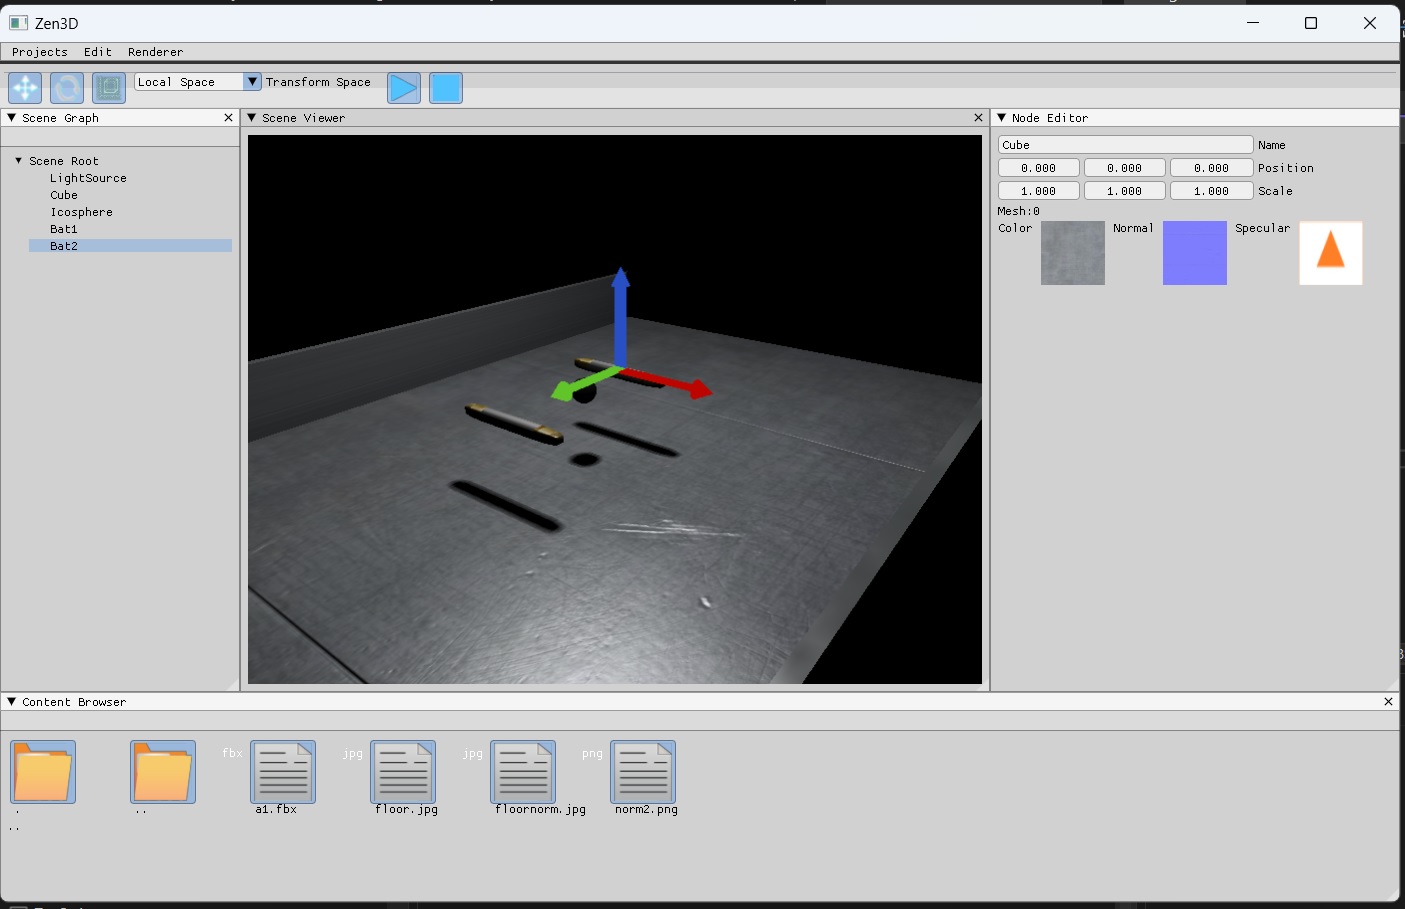 Zen3D
Projects Edit Renderer
Local Space Transform Space
Scene Graph
Scene Root
LightSource
Cube
Icosphere
Bat1
Bat2
Scene Viewer
Node Editor
Cube Name
0.000 0.000 0.000 Position
1.000 1.000 1.000 Scale
Mesh:0
Color Normal Specular
Content Browser
fbx jpg jpg png
. .. a1.fbx floor.jpg floornorm.jpg norm2.png
..